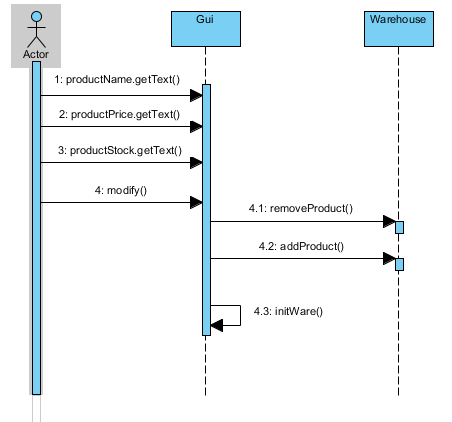 Gui
Warehouse
Actor
1: productName.getText()
2: productPrice.getText()
3: productStock.getText()
4: modify()
4.1: removeProduct()
4.2: addProduct()
4.3: initWare()